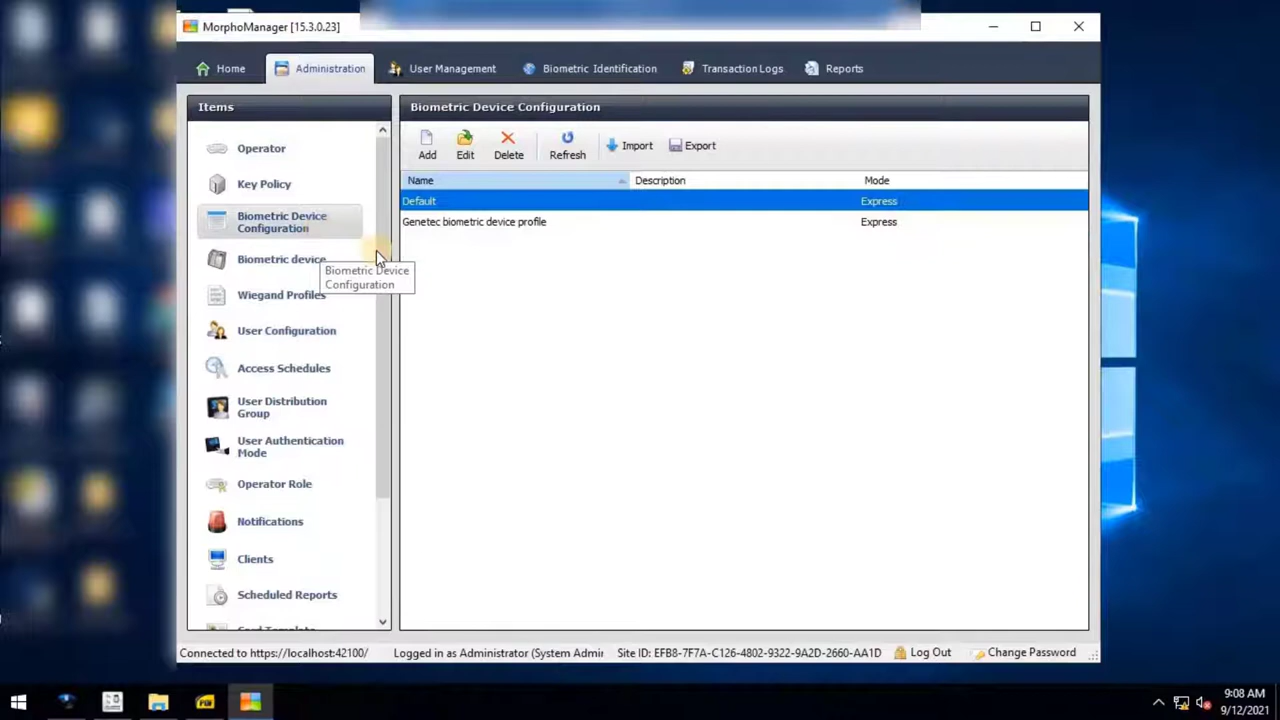 MorphoManager [15.3.0.23]
Home Administration User Management Biometric Identification Transaction Logs Reports
Items
Operator
Key Policy
Biometric Device
Configuration
Biometric device
Wiegand Profiles
User Configuration
Access Schedules
User Distribution
Group
User Authentication
Mode
Operator Role
Notifications
Clients
Scheduled Reports
Card Template
Biometric Device
Configuration
Biometric Device Configuration
Add Edit Delete Refresh Import Export
Name Description Mode
Default Express
Genetec biometric device profile Express
Connected to https://localhost:42100/ Logged in as Administrator (System Admir Site ID: EFB8-7F7A-C126-4802-9322-9A2D-2660-AA1D Log Out Change Password
9:08 AM
9/12/2021